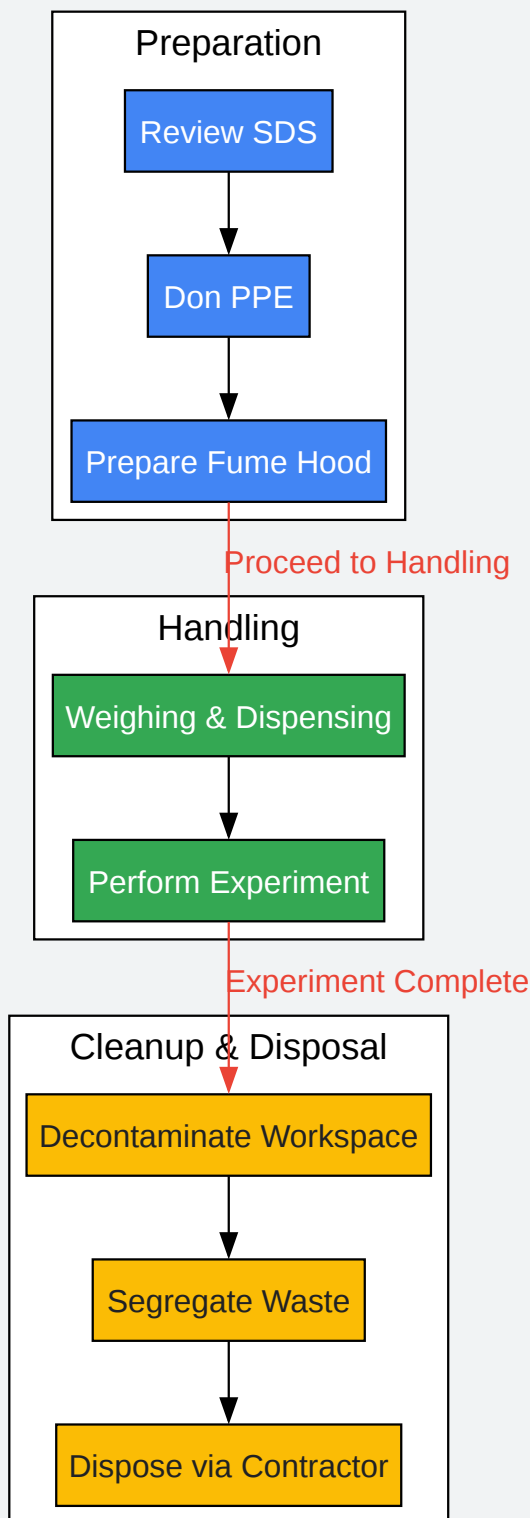 Preparation
Review SDS
Don PPE
Prepare Fume Hood
Proceed to Handling
Handling
Weighing & Dispensing
Perform Experiment
Experiment Complete
Cleanup & Disposal
Decontaminate Workspace
Segregate Waste
Dispose via Contractor